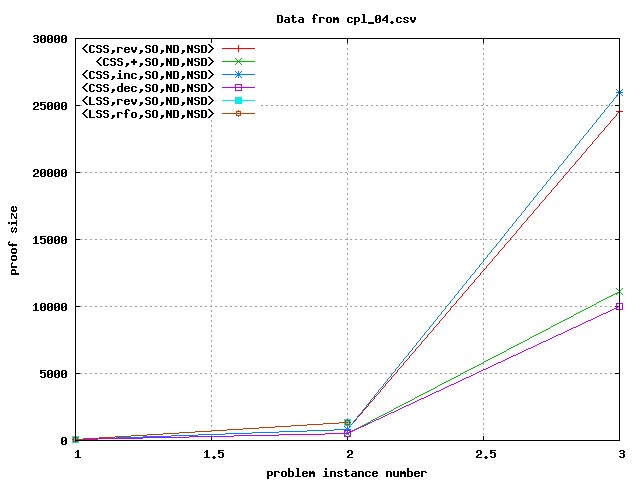 Data from cpl_04.csv
30000
25000
20000
15000
10000
5000
0
proof size
<CSS,rev,SO,ND,NSD>
<CSS,+,SO,ND,NSD>
<CSS,inc,SO,ND,NSD>
<CSS,dec,SO,ND,NSD>
<LSS,rev,SO,ND,NSD>
<LSS,rfo,SO,ND,NSD>
1 1.5 2 2.5 3
problem instance number